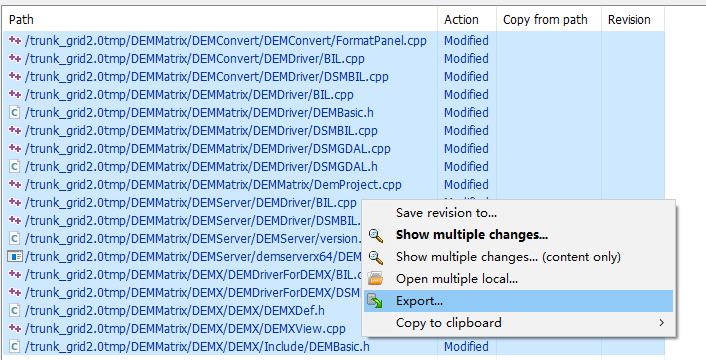 Path Action Copy from path Revision
/trunk_grid2.0tmp/DEMMatrix/DEMConvert/DEMConvert/FormatPanel.cpp Modified
/trunk_grid2.0tmp/DEMMatrix/DEMConvert/DEMDriver/BIL.cpp Modified
/trunk_grid2.0tmp/DEMMatrix/DEMConvert/DEMDriver/DSMBIL.cpp Modified
/trunk_grid2.0tmp/DEMMatrix/DEMMatrix/DEMDriver/BIL.cpp Modified
/trunk_grid2.0tmp/DEMMatrix/DEMMatrix/DEMDriver/DEMBasic.h Modified
/trunk_grid2.0tmp/DEMMatrix/DEMMatrix/DEMDriver/DSMBIL.cpp Modified
/trunk_grid2.0tmp/DEMMatrix/DEMMatrix/DEMDriver/DSMGDAL.cpp Modified
/trunk_grid2.0tmp/DEMMatrix/DEMMatrix/DEMDriver/DSMGDAL.h Modified
/trunk_grid2.0tmp/DEMMatrix/DEMMatrix/DEMMatrix/DemProject.cpp Modified
/trunk_grid2.0tmp/DEMMatrix/DEMServer/DEMDriver/BIL.cpp
/trunk_grid2.0tmp/DEMMatrix/DEMServer/DEMDriver/DSMBIL.
/trunk_grid2.0tmp/DEMMatrix/DEMServer/DEMServer/version.
/trunk_grid2.0tmp/DEMMatrix/DEMServer/demserverx64/DEM
/trunk_grid2.0tmp/DEMMatrix/DEMX/DEMDriverForDEMX/BIL.c
/trunk_grid2.0tmp/DEMMatrix/DEMX/DEMDriverForDEMX/DSM
/trunk_grid2.0tmp/DEMMatrix/DEMX/DEMX/DEMXDef.h
/trunk_grid2.0tmp/DEMMatrix/DEMX/DEMX/DEMXView.cpp
/trunk_grid2.0tmp/DEMMatrix/DEMX/DEMX/Include/DEMBasic.h Modified
Save revision to...
Show multiple changes...
Show multiple changes... (content only)
Open multiple local...
Export...
Copy to clipboard